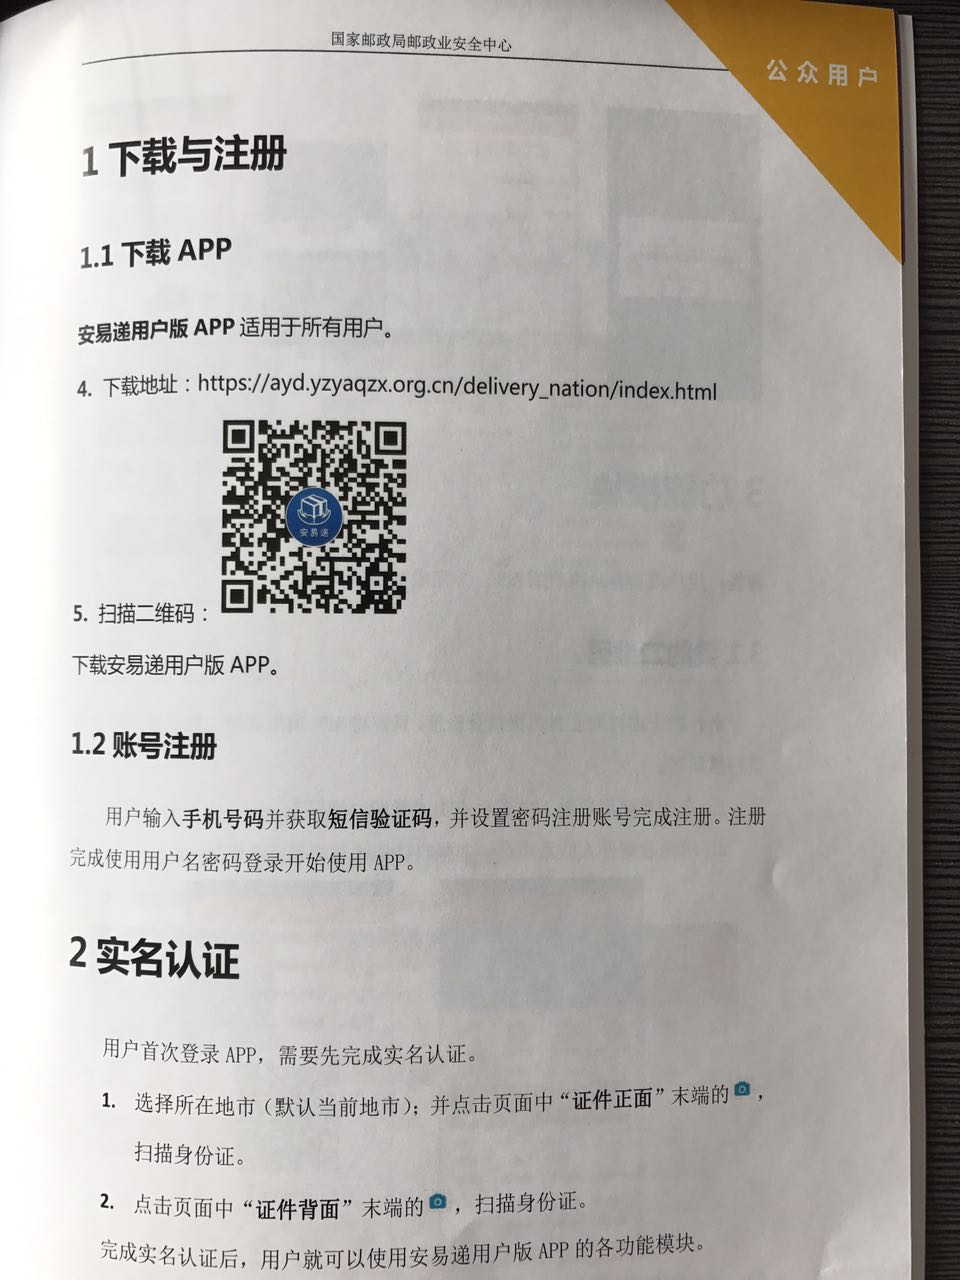 国家邮政局邮政业安全中心
公众用户
1 下载与注册
1.1 下载 APP
安易递用户版 APP 适用于所有用户。
4. 下载地址：https://ayd.yzyaqzx.org.cn/delivery_nation/index.html
安易递
5. 扫描二维码：
下载安易递用户版 APP。
1.2 账号注册
用户输入手机号码并获取短信验证码，并设置密码注册账号完成注册。注册
完成使用用户名密码登录开始使用 APP。
2 实名认证
用户首次登录 APP，需要先完成实名认证。
1. 选择所在地市（默认当前地市）；并点击页面中“证件正面”末端的，
扫描身份证。
2. 点击页面中“证件背面”末端的，扫描身份证。
完成实名认证后，用户就可以使用安易递用户版 APP 的各功能模块。